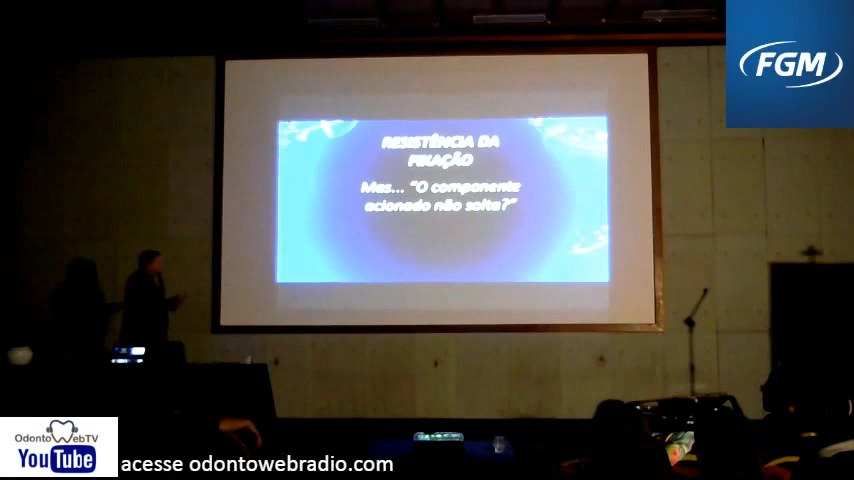 FGM
RESISTÊNCIA DA
FIXAÇÃO
Mas... "O componente
acionado não solta?"
OdontoWebTV
YouTube
acesse odontowebradio.com